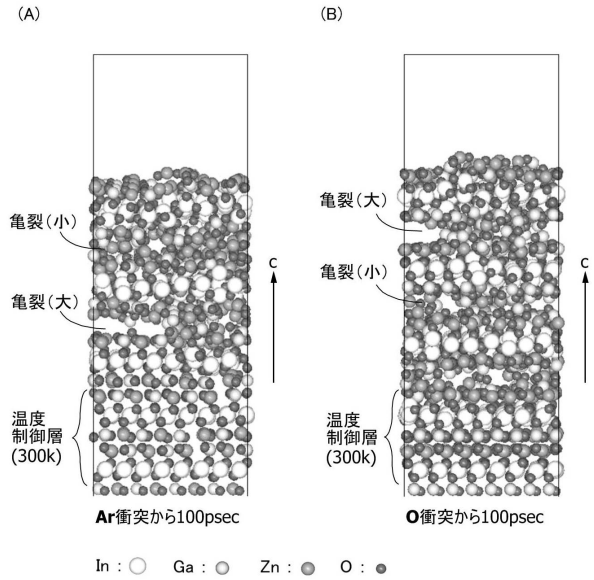 (A)
亀裂(小)
亀裂(大)
c
温度
制御層
(300k)
Ar衝突から100psec
(B)
亀裂(大)
亀裂(小)
c
温度
制御層
(300k)
O衝突から100psec
In : Ga : Zn : O :